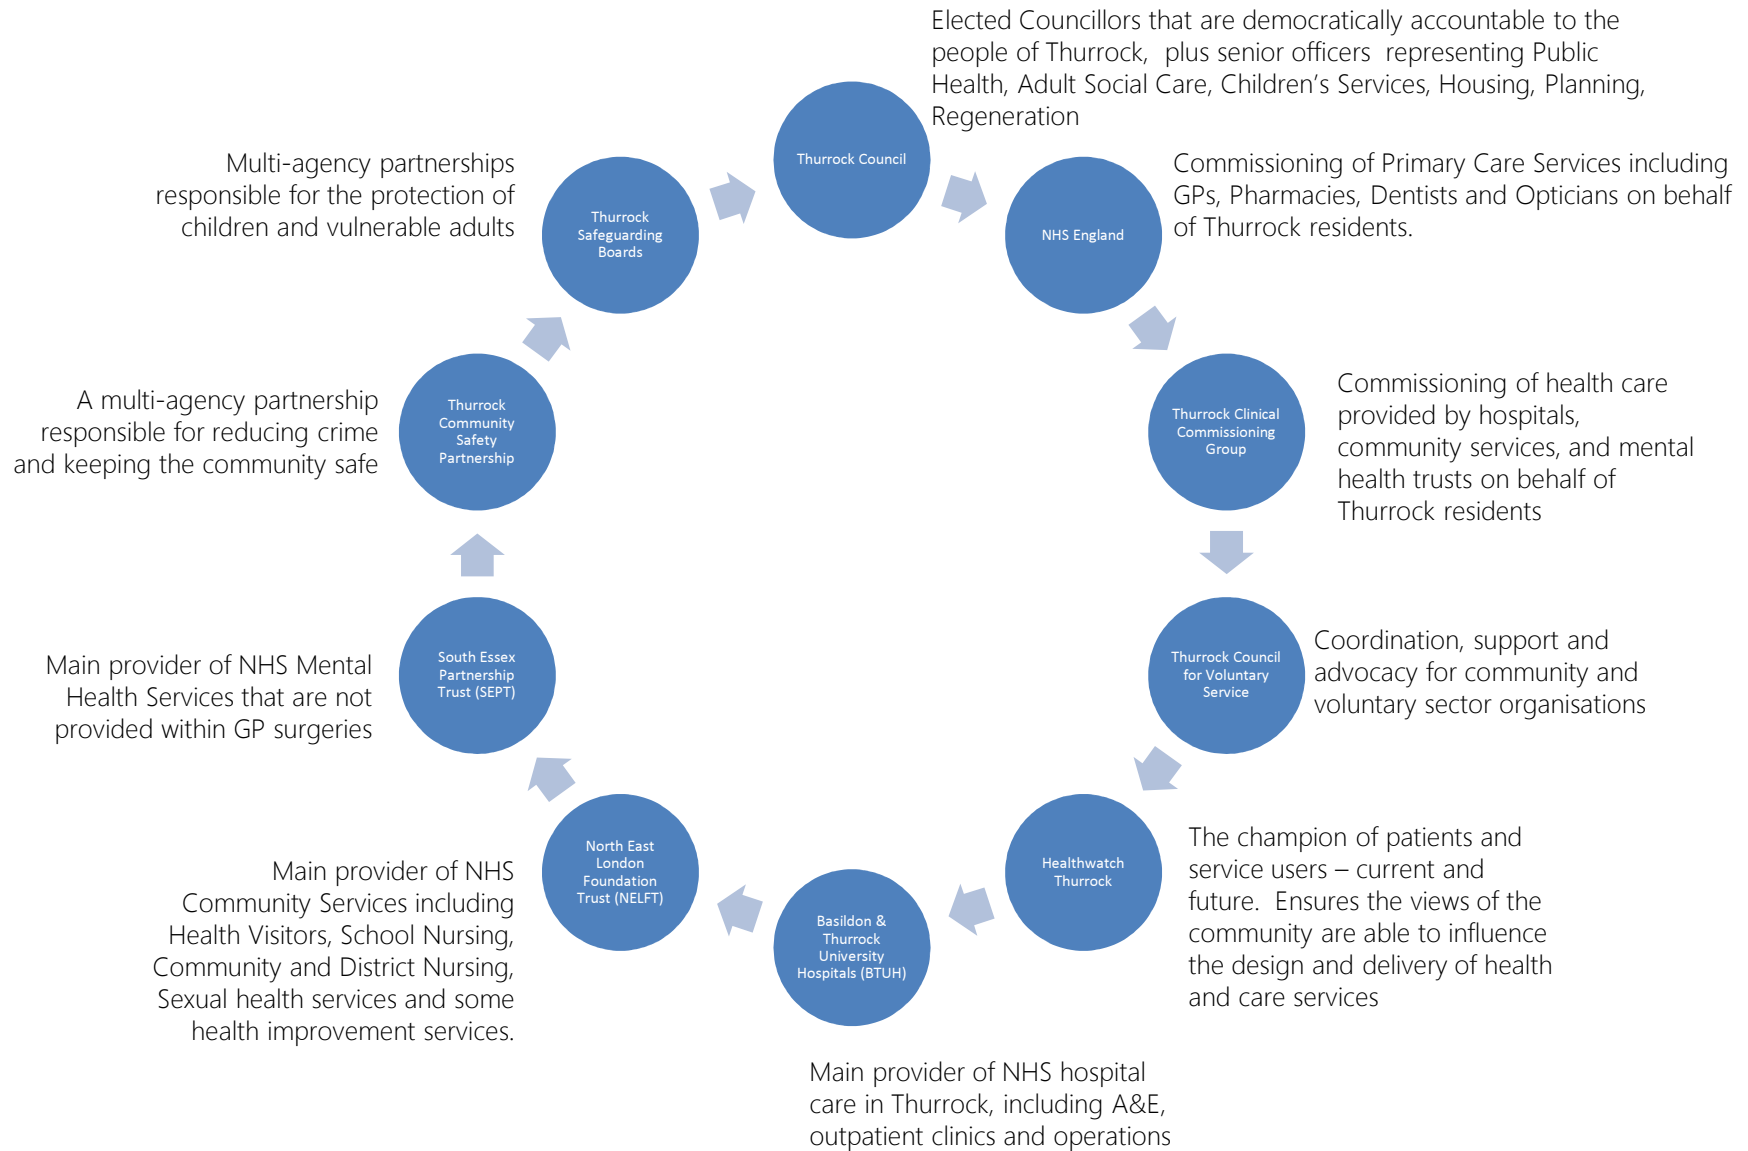 Elected Councillors that are democratically accountable to the
people of Thurrock,  plus senior officers  representing Public
Health, Adult Social Care, Children’s Services, Housing, Planning,
Regeneration
Thurrock Council
Commissioning of Primary Care Services including
GPs, Pharmacies, Dentists and Opticians on behalf
of Thurrock residents.
NHS England
Commissioning of health care
provided by hospitals,
community services, and mental
health trusts on behalf of
Thurrock residents
Thurrock Clinical
Commissioning
Group
Coordination, support and
advocacy for community and
voluntary sector organisations
Thurrock Council
for Voluntary
Service
The champion of patients and
service users – current and
future.  Ensures the views of the
community are able to influence
the design and delivery of health
and care services
Healthwatch
Thurrock
Basildon &
Thurrock
University
Hospitals (BTUH)
Main provider of NHS hospital
care in Thurrock, including A&E,
outpatient clinics and operations
North East
London
Foundation
Trust (NELFT)
Main provider of NHS
Community Services including
Health Visitors, School Nursing,
Community and District Nursing,
Sexual health services and some
health improvement services.
South Essex
Partnership
Trust (SEPT)
Main provider of NHS Mental
Health Services that are not
provided within GP surgeries
Thurrock
Community
Safety
Partnership
A multi-agency partnership
responsible for reducing crime
and keeping the community safe
Thurrock
Safeguarding
Boards
Multi-agency partnerships
responsible for the protection of
children and vulnerable adults